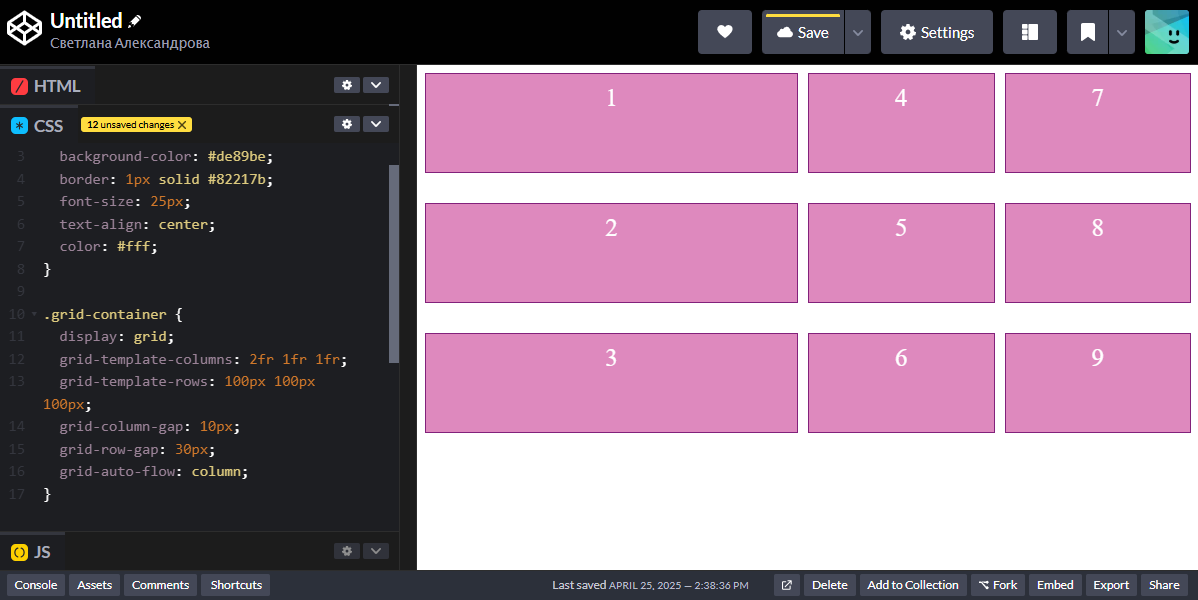 Untitled
Светлана Александрова
Save
Settings
HTML
CSS
12 unsaved changes
3 background-color: #de89be;
4 border: 1px solid #82217b;
5 font-size: 25px;
6 text-align: center;
7 color: #fff;
8 }
9
10 .grid-container {
11 display: grid;
12 grid-template-columns: 2fr 1fr 1fr;
13 grid-template-rows: 100px 100px
100px;
14 grid-column-gap: 10px;
15 grid-row-gap: 30px;
16 grid-auto-flow: column;
17 }
JS
1 4 7
2 5 8
3 6 9
Console Assets Comments Shortcuts Last saved APRIL 25, 2025 — 2:38:36 PM Delete Add to Collection Fork Embed Export Share